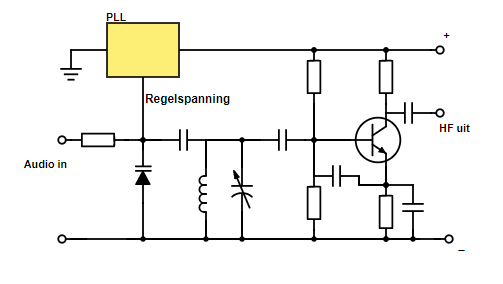 PLL
+
Regelspanning
HF uit
Audio in
–